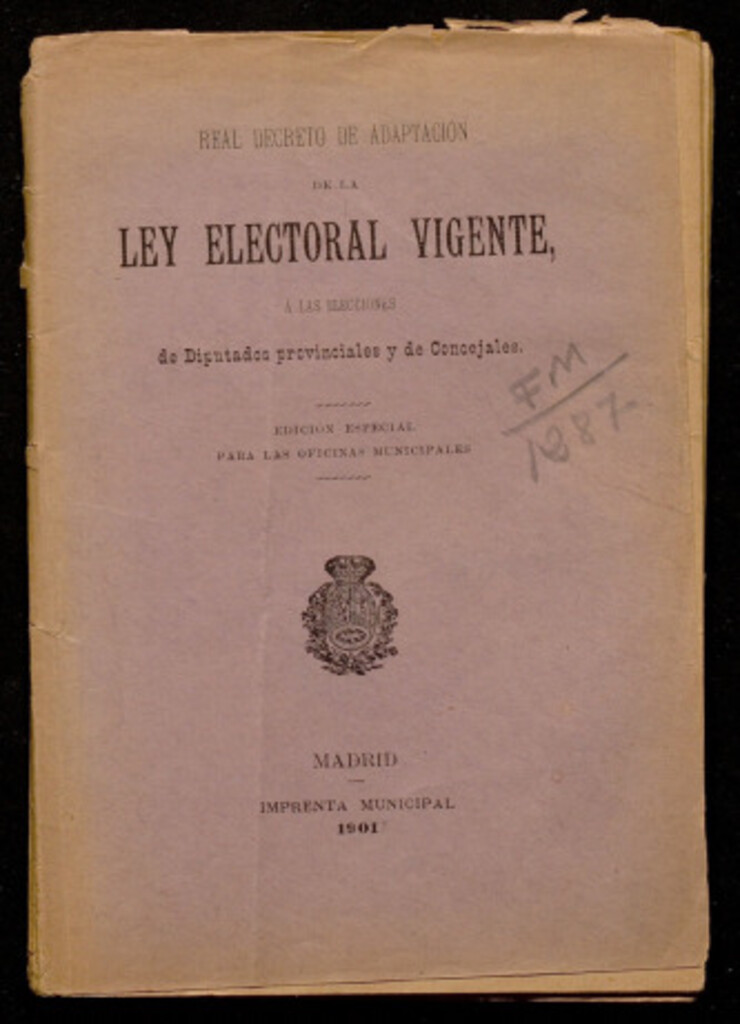 REAL DECRETO DE ADAPTACIÓN
DE LA
LEY ELECTORAL VIGENTE,
Á LAS ELECCIONES
de Diputados provinciales y de Concejales.
EDICIÓN ESPECIAL
PARA LAS OFICINAS MUNICIPALES
FM
1387
MADRID
IMPRENTA MUNICIPAL
1901